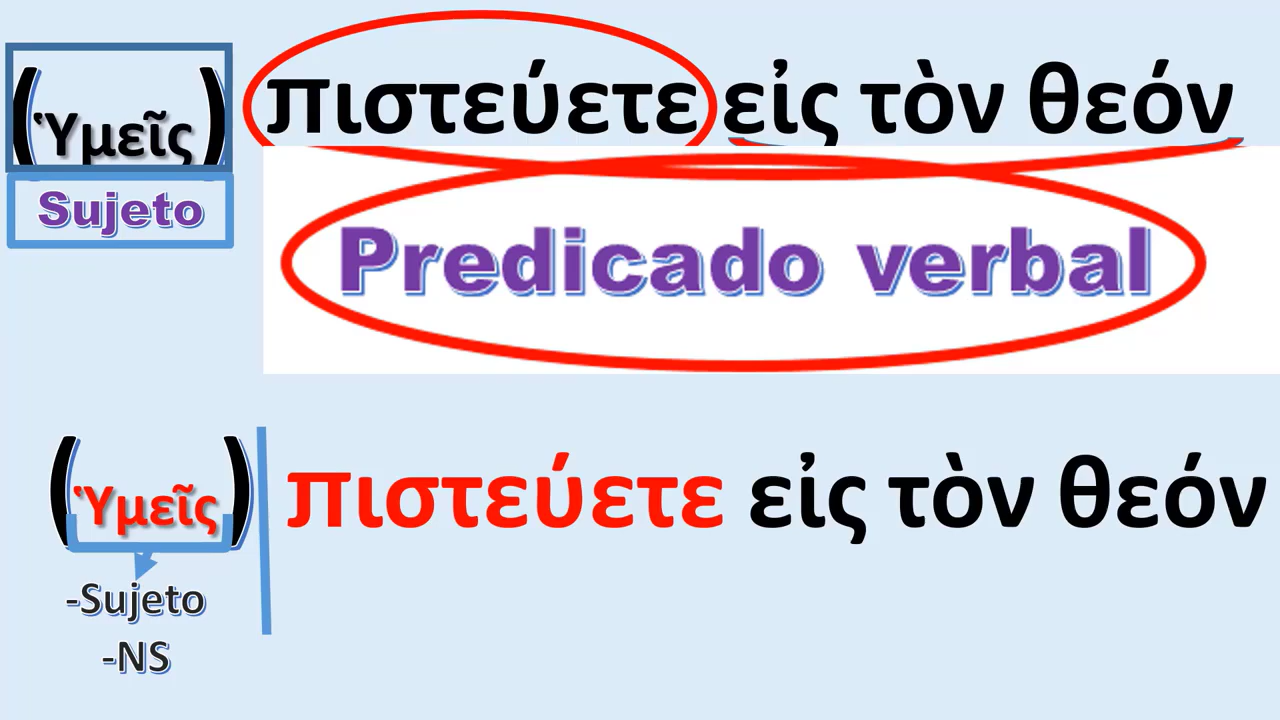 (Ὑμεῖς) πιστεύετε εἰς τὸν θεόν
Sujeto
Predicado verbal
(Ὑμεῖς) πιστεύετε εἰς τὸν θεόν
-Sujeto
-NS